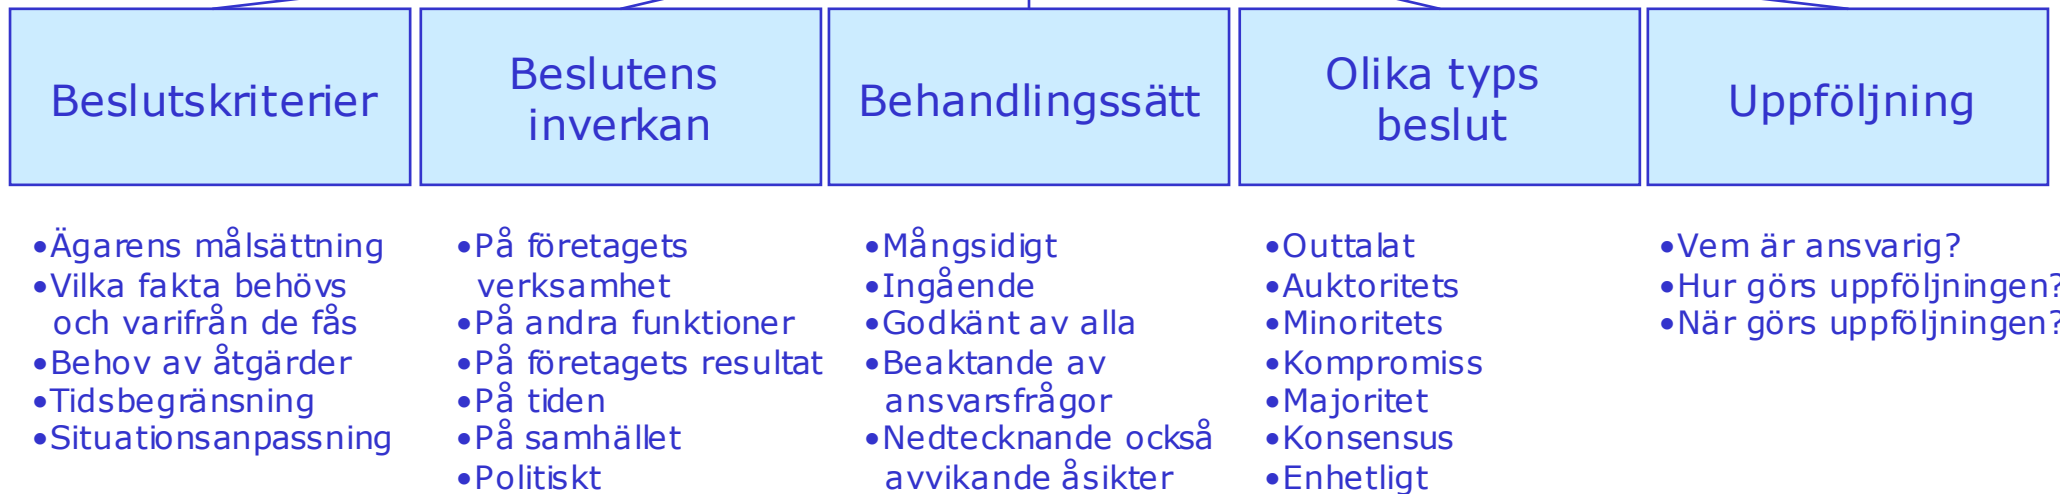 Beslutskriterier
Beslutens
inverkan
Behandlingssätt
Olika typs
beslut
Uppföljning
•Ägarens målsättning
•Vilka fakta behövs
och varifrån de fås
•Behov av åtgärder
•Tidsbegränsning
•Situationsanpassning
•På företagets
verksamhet
•På andra funktioner
•På företagets resultat
•På tiden
•På samhället
•Politiskt
•Mångsidigt
•Ingående
•Godkänt av alla
•Beaktande av
ansvarsfrågor
•Nedtecknande också
avvikande åsikter
•Outtalat
•Auktoritets
•Minoritets
•Kompromiss
•Majoritet
•Konsensus
•Enhetligt
•Vem är ansvarig?
•Hur görs uppföljningen?
•När görs uppföljningen?